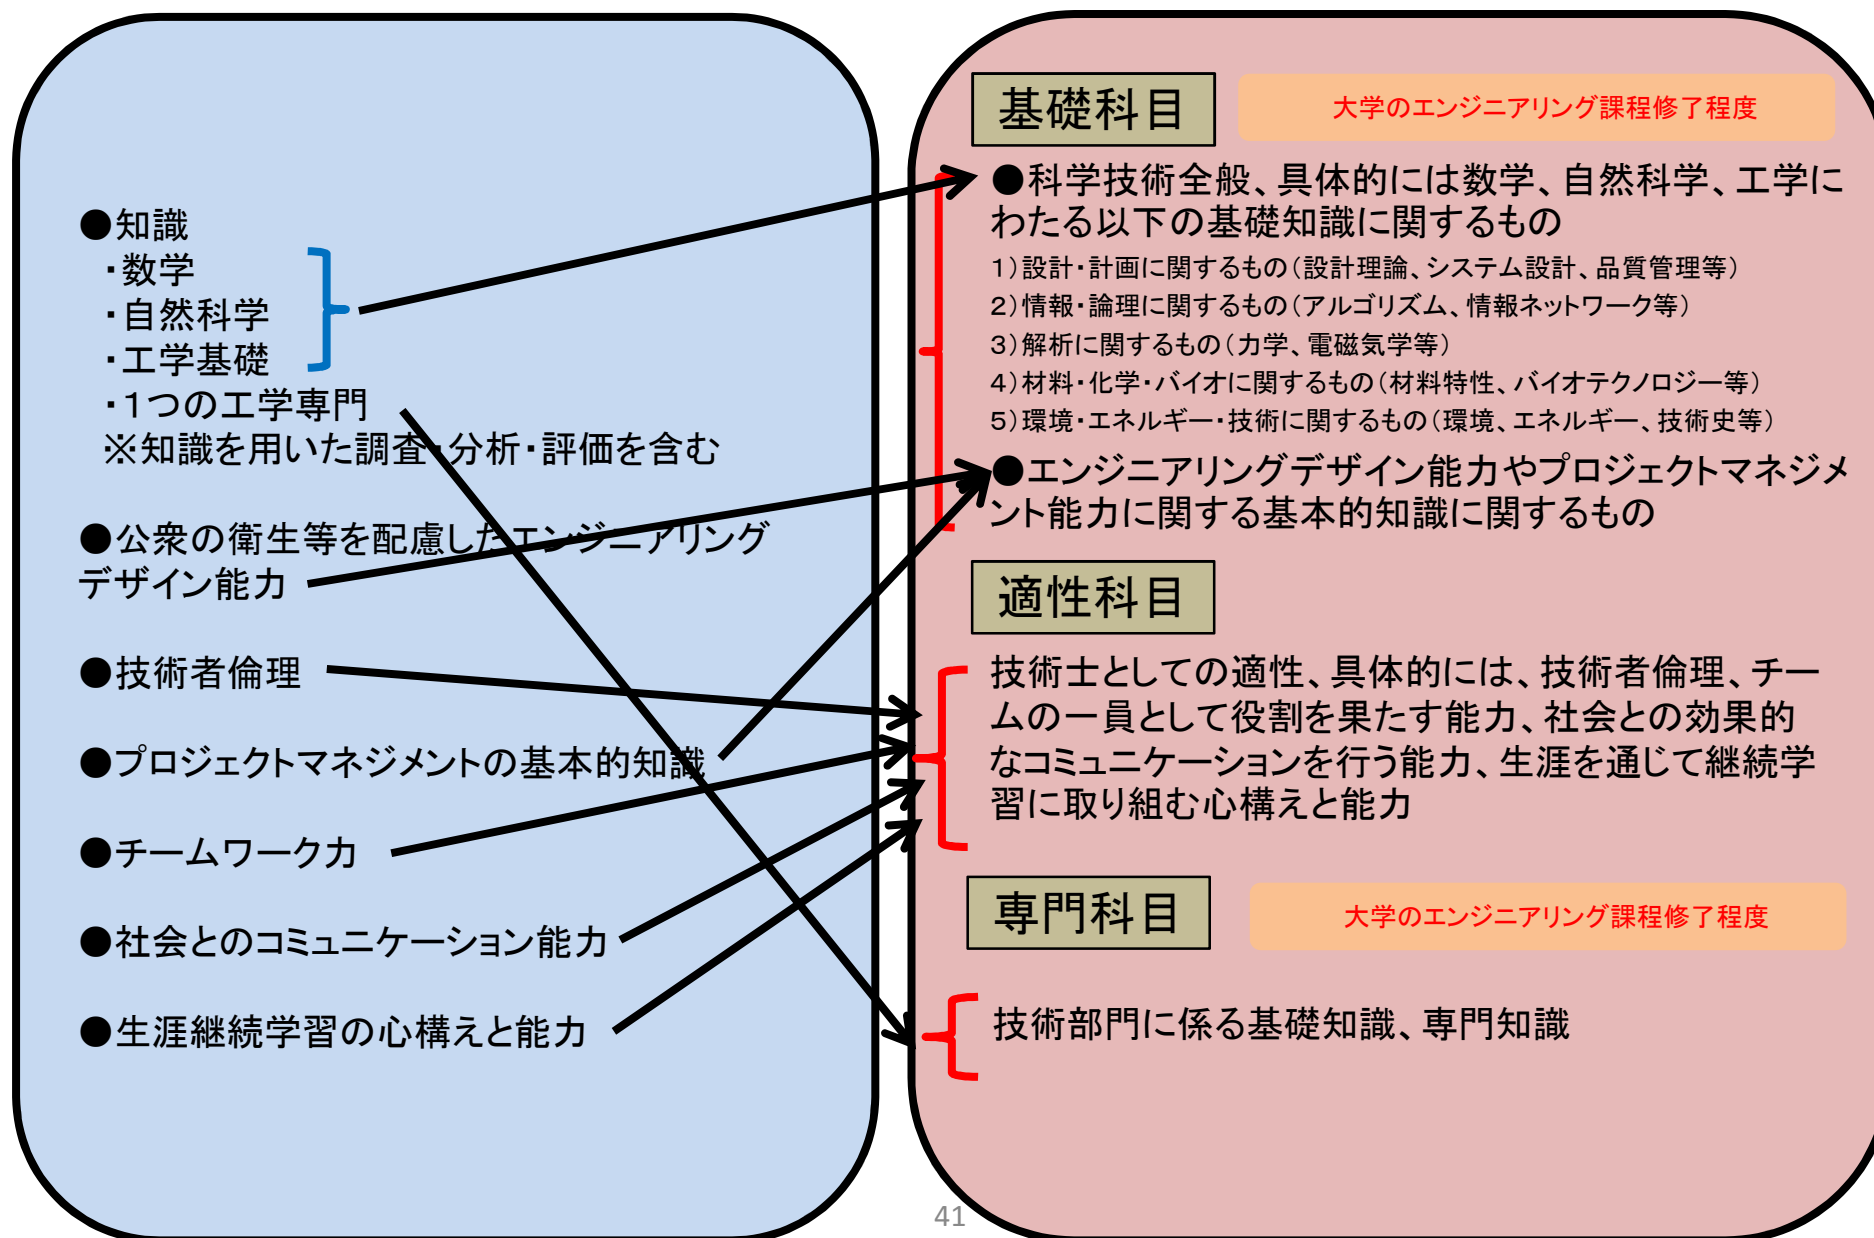 ●知識
・数学
・自然科学
・工学基礎
・1つの工学専門
※知識を用いた調査・分析・評価を含む
●公衆の衛生等を配慮したエンジニアリング
デザイン能力
●技術者倫理
●プロジェクトマネジメントの基本的知識
●チームワーク力
●社会とのコミュニケーション能力
●生涯継続学習の心構えと能力
基礎科目
大学のエンジニアリング課程修了程度
●科学技術全般、具体的には数学、自然科学、工学に
わたる以下の基礎知識に関するもの
1)設計・計画に関するもの(設計理論、システム設計、品質管理等)
2)情報・論理に関するもの(アルゴリズム、情報ネットワーク等)
3)解析に関するもの(力学、電磁気学等)
4)材料・化学・バイオに関するもの(材料特性、バイオテクノロジー等)
5)環境・エネルギー・技術に関するもの(環境、エネルギー、技術史等)
●エンジニアリングデザイン能力やプロジェクトマネジメ
ント能力に関する基本的知識に関するもの
適性科目
技術士としての適性、具体的には、技術者倫理、チー
ムの一員として役割を果たす能力、社会との効果的
なコミュニケーションを行う能力、生涯を通じて継続学
習に取り組む心構えと能力
専門科目
大学のエンジニアリング課程修了程度
技術部門に係る基礎知識、専門知識
41